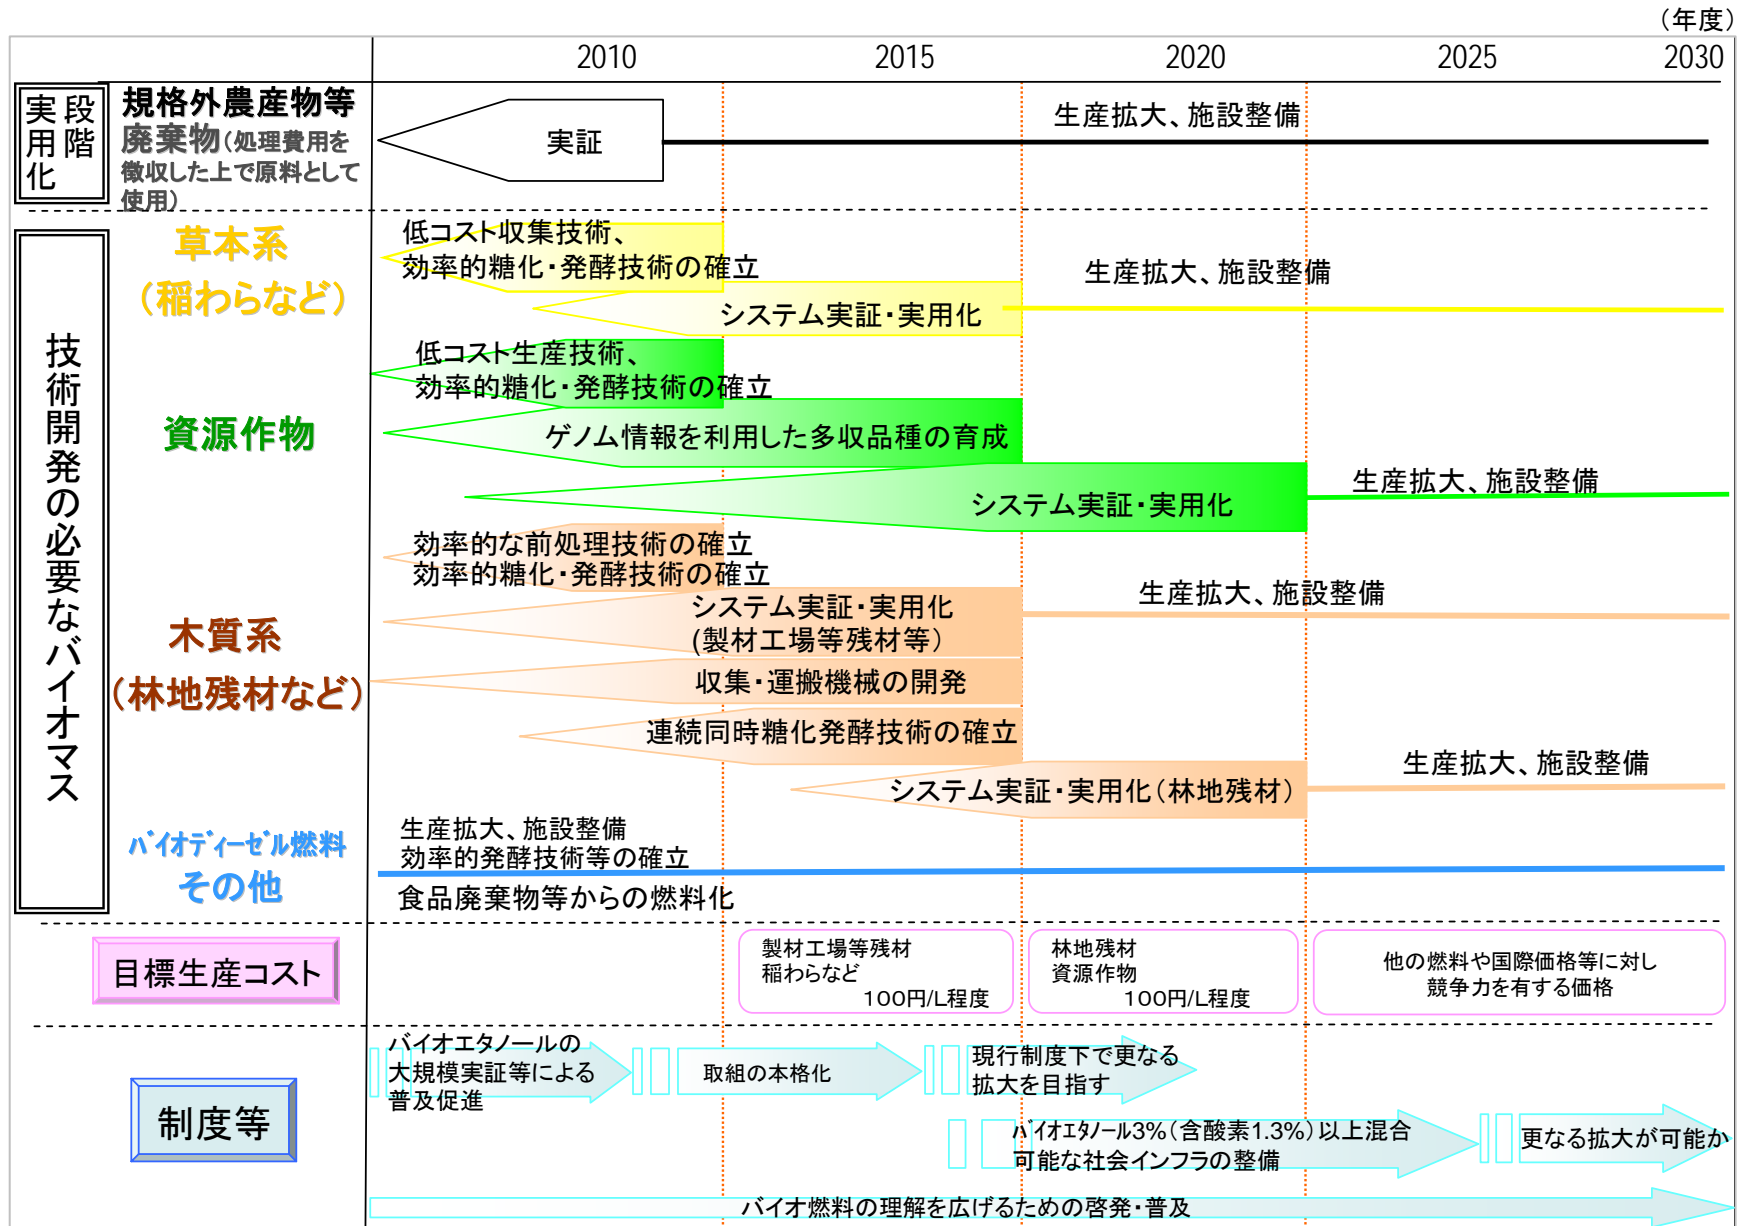 （年度）
2010
2015
2020
2025
2030
実用化
段階
規格外農産物等
廃棄物（処理費用を
徴収した上で原料として
使用）
実証
生産拡大、施設整備
技術開発の必要なバイオマス
草本系
（稲わらなど）
低コスト収集技術、
効率的糖化・発酵技術の確立
システム実証・実用化
生産拡大、施設整備
資源作物
低コスト生産技術、
効率的糖化・発酵技術の確立
ゲノム情報を利用した多収品種の育成
システム実証・実用化
生産拡大、施設整備
木質系
（林地残材など）
効率的な前処理技術の確立
効率的糖化・発酵技術の確立
システム実証・実用化
(製材工場等残材等）
生産拡大、施設整備
収集・運搬機械の開発
連続同時糖化発酵技術の確立
システム実証・実用化（林地残材）
生産拡大、施設整備
ﾊﾞｲｵﾃﾞｨｰｾﾞﾙ燃料
その他
生産拡大、施設整備
効率的発酵技術等の確立
食品廃棄物等からの燃料化
目標生産コスト
製材工場等残材
稲わらなど
100円/L程度
林地残材
資源作物
100円/L程度
他の燃料や国際価格等に対し
競争力を有する価格
制度等
バイオエタノールの
大規模実証等による
普及促進
取組の本格化
現行制度下で更なる
拡大を目指す
ﾊﾞｲｵｴﾀﾉｰﾙ3%（含酸素1.3%）以上混合
可能な社会インフラの整備
更なる拡大が可能か
バイオ燃料の理解を広げるための啓発・普及